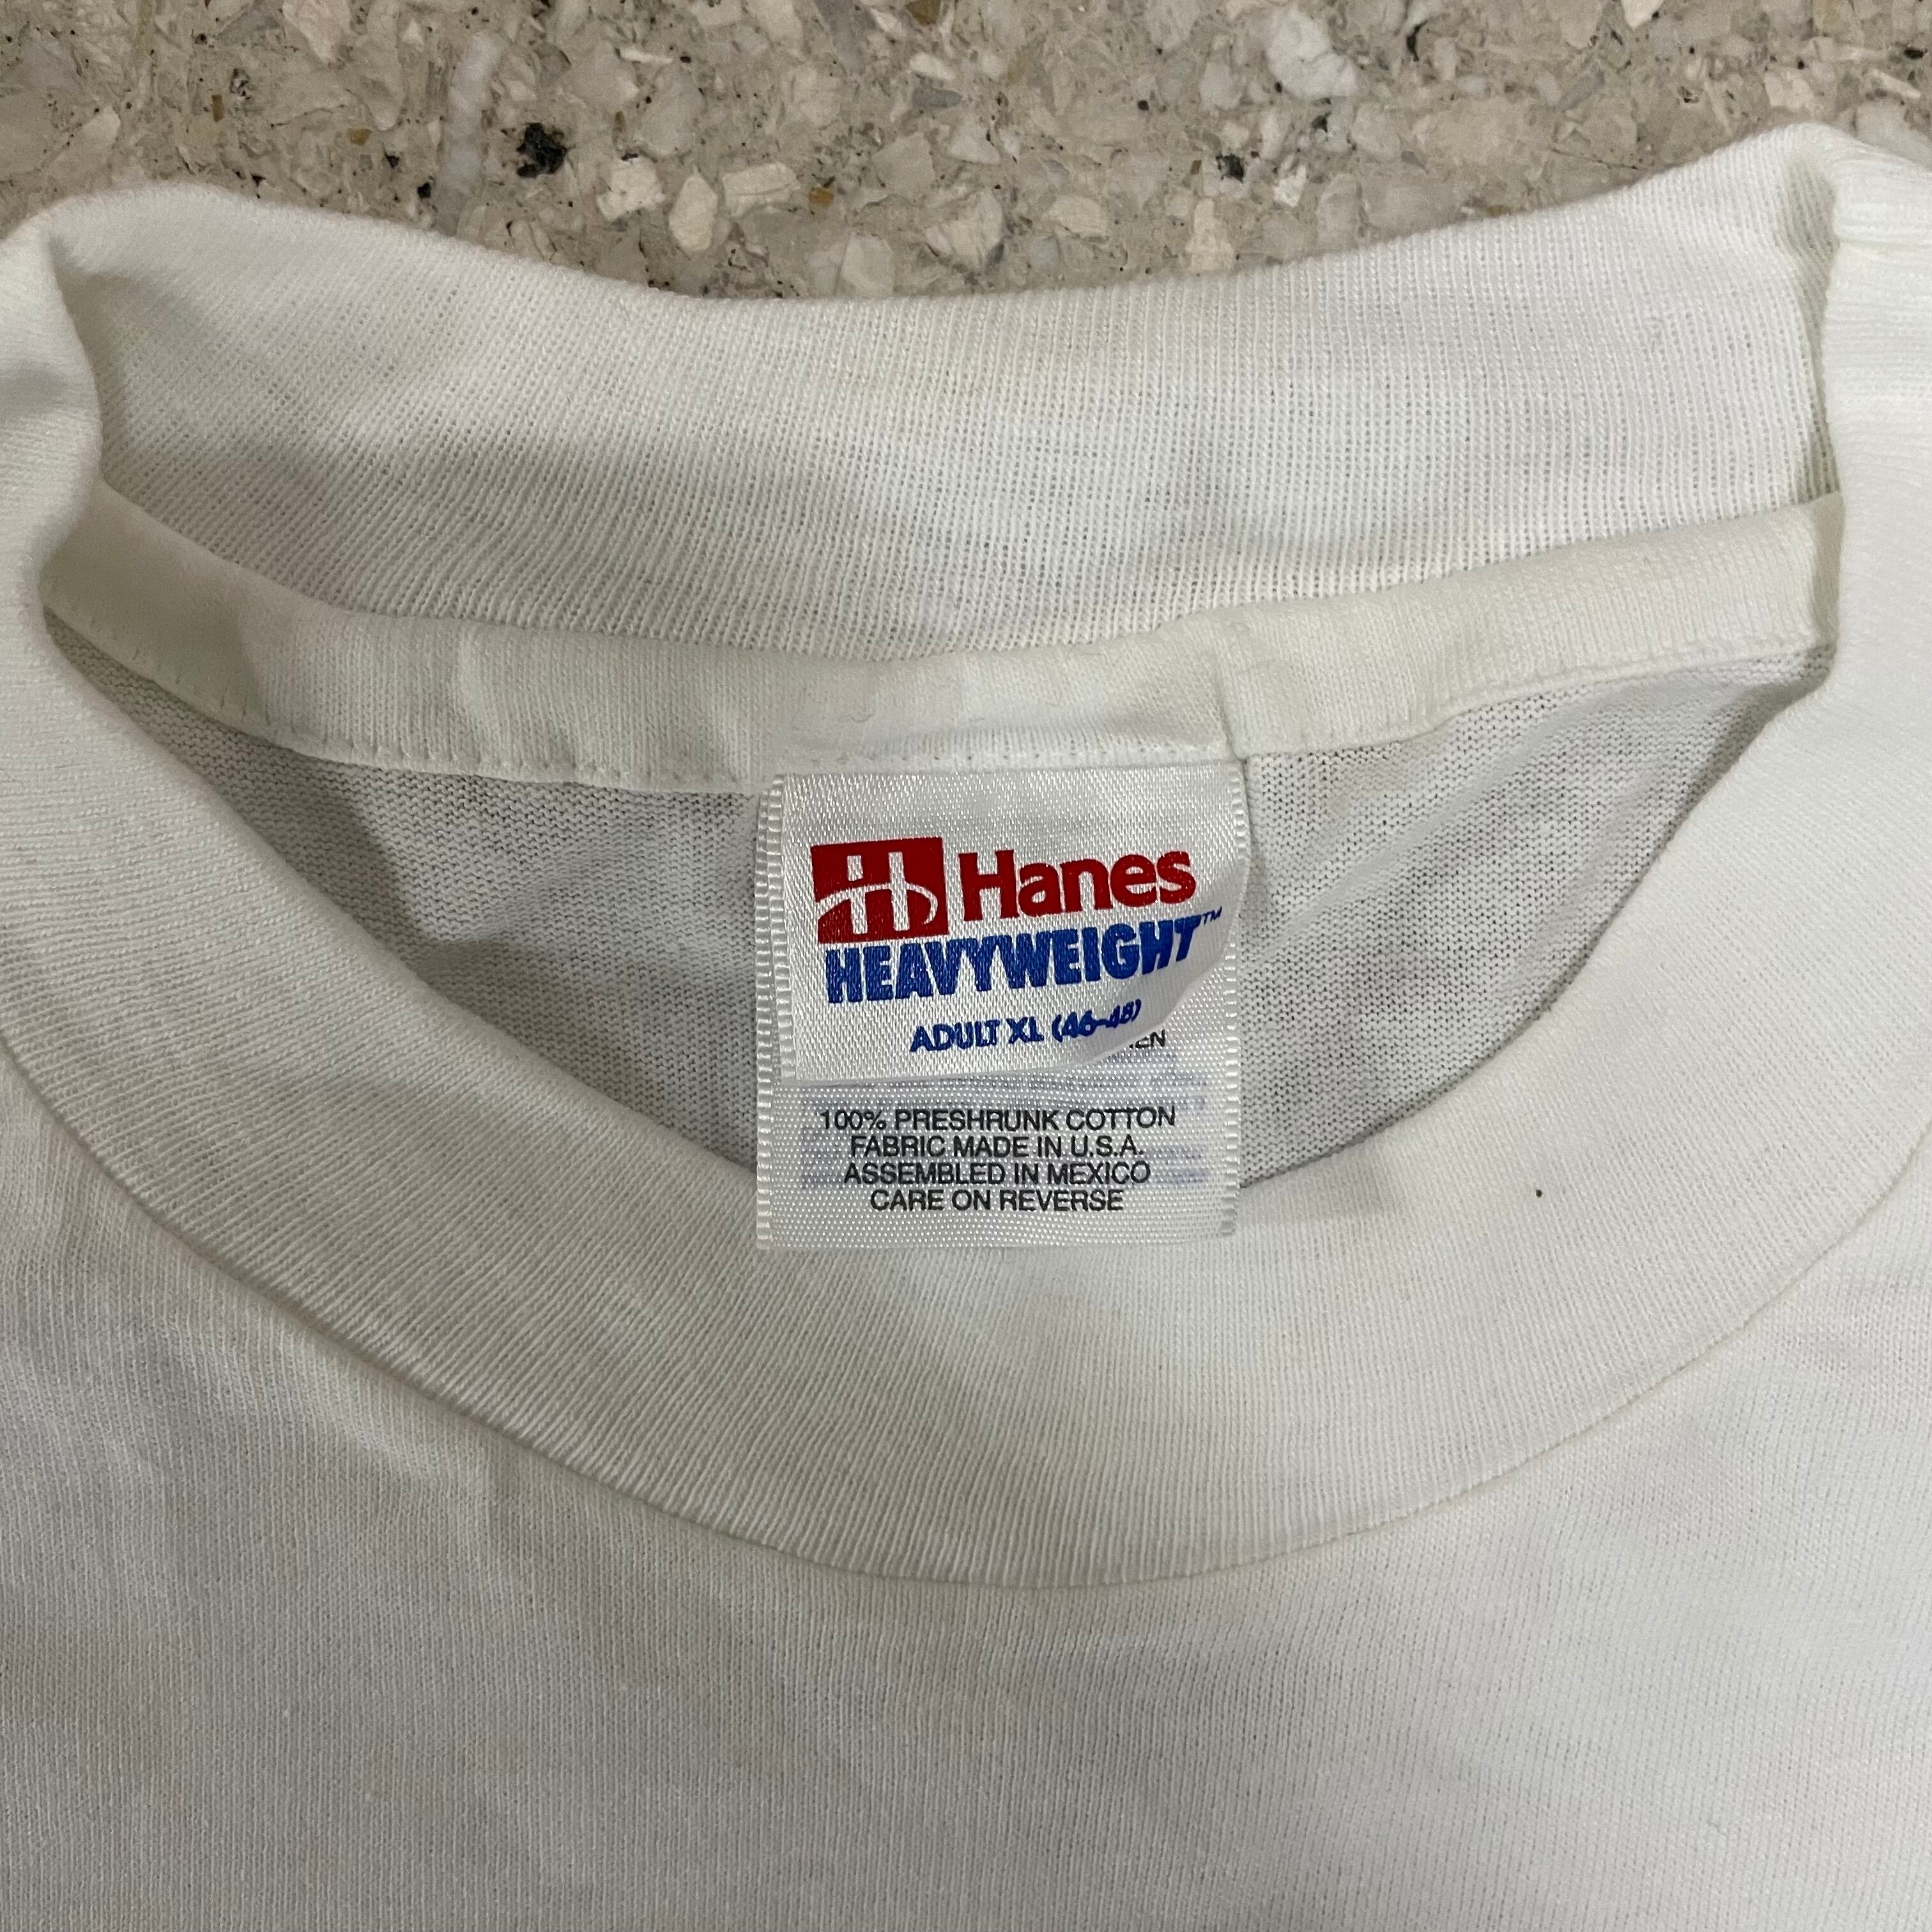 Hanes
HEAVYWEIGHT™
ADULT XL (46-48)
100% PRESHRUNK COTTON
FABRIC MADE IN U.S.A.
ASSEMBLED IN MEXICO
CARE ON REVERSE